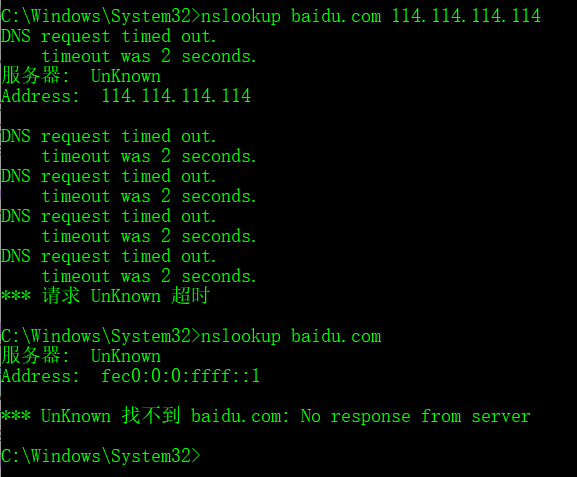 C:\Windows\System32>nslookup baidu.com 114.114.114.114
DNS request timed out.
    timeout was 2 seconds.
服务器:  UnKnown
Address:  114.114.114.114

DNS request timed out.
    timeout was 2 seconds.
DNS request timed out.
    timeout was 2 seconds.
DNS request timed out.
    timeout was 2 seconds.
DNS request timed out.
    timeout was 2 seconds.
*** 请求 UnKnown 超时

C:\Windows\System32>nslookup baidu.com
服务器:  UnKnown
Address:  fec0:0:0:ffff::1

*** UnKnown 找不到 baidu.com: No response from server

C:\Windows\System32>